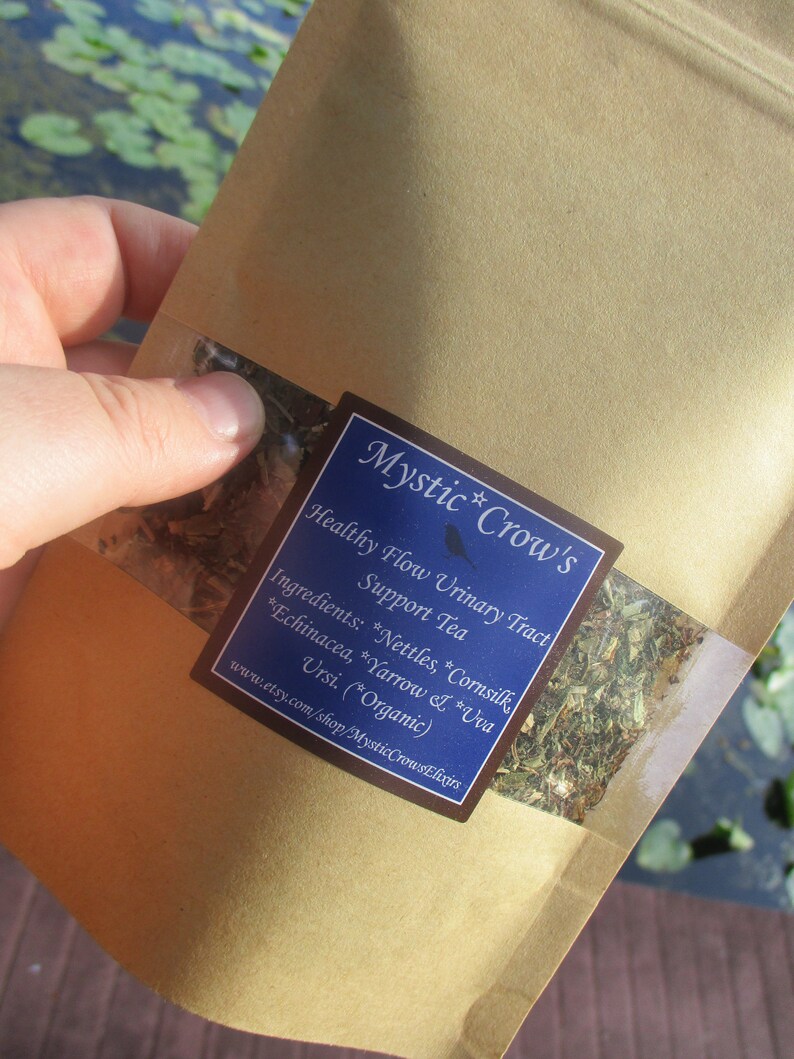 Mystic☆Crow's
Healthy Flow Urinary Tract
Support Tea
Ingredients: *Nettles, *Cornsilk,
*Echinacea, *Yarrow & *Uva
Ursi. (*Organic)
www.etsy.com/shop/MysticCrowsElixirs